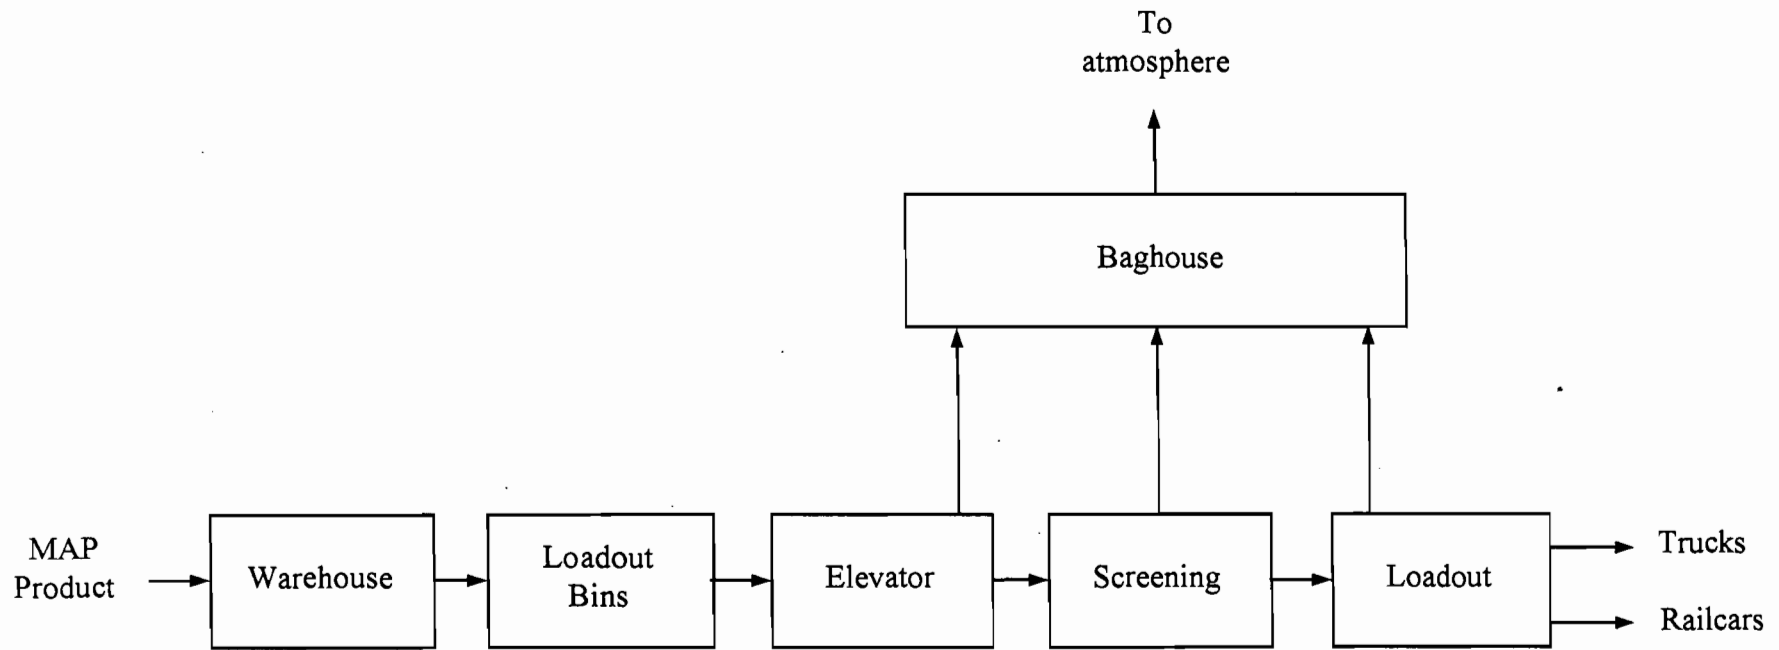 To
atmosphere
Baghouse
MAP
Product
Warehouse
Loadout
Bins
Elevator
Screening
Loadout
Trucks
Railcars